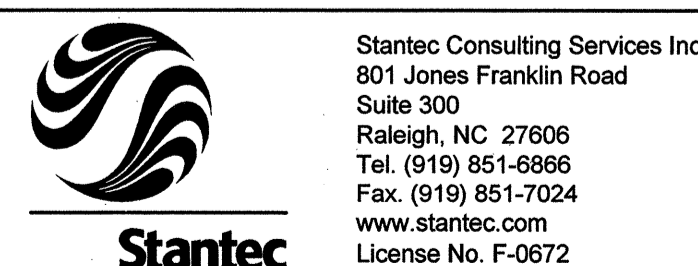 Stantec Consulting Services Inc
801 Jones Franklin Road
Suite 300
Raleigh, NC 27606
Tel. (919) 851-6866
Fax. (919) 851-7024
www.stantec.com
License No. F-0672
Stantec